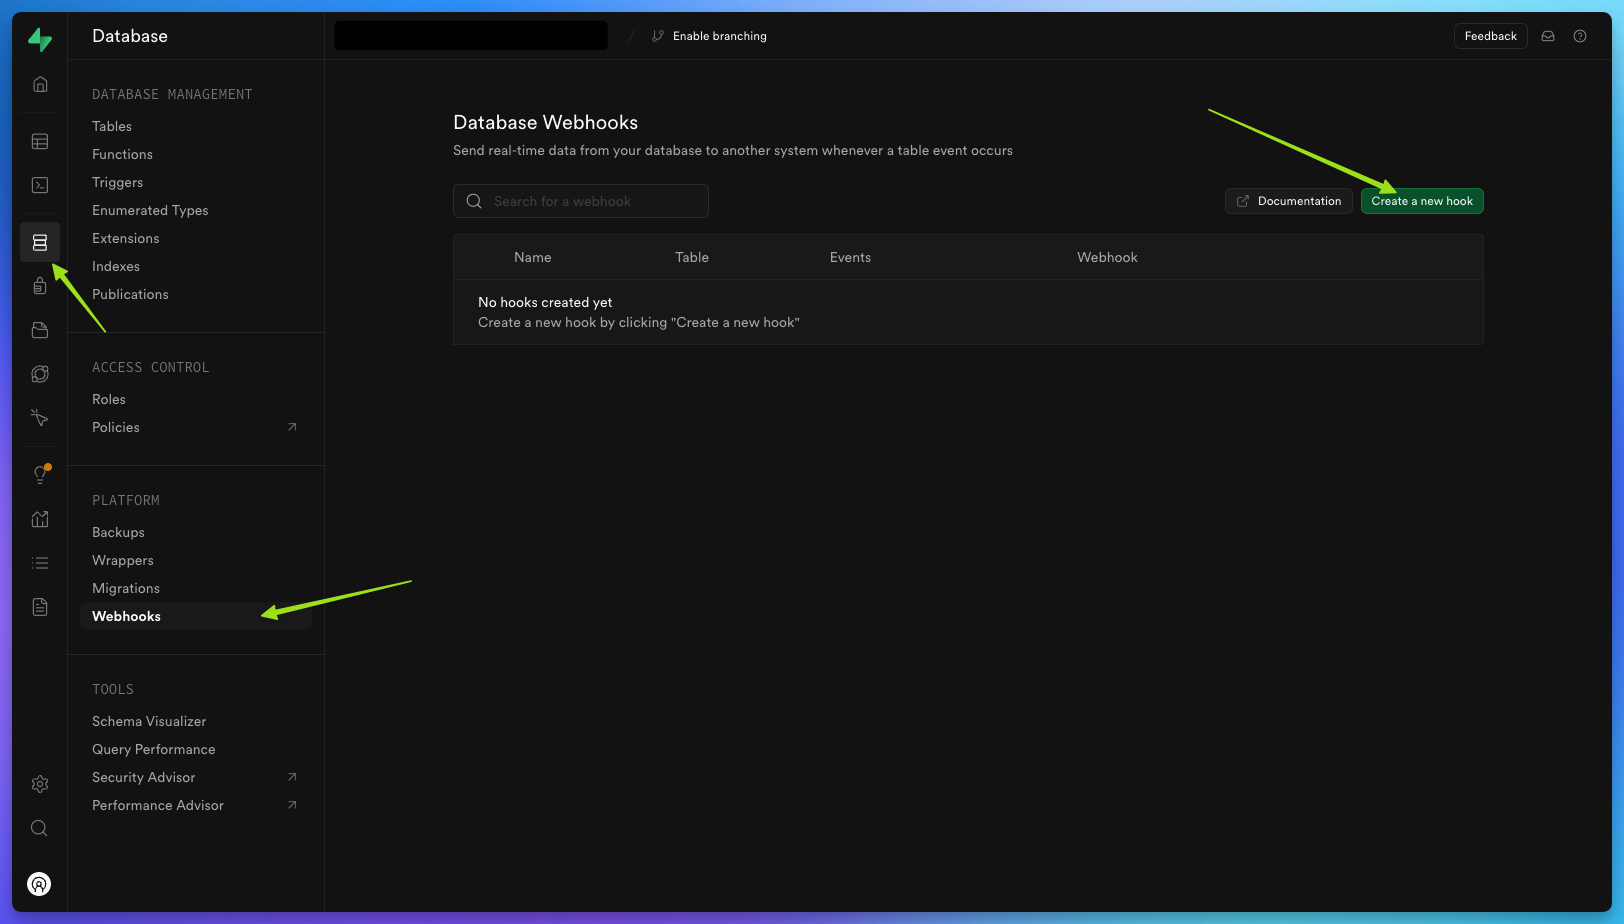 Database
Enable branching
Feedback
DATABASE MANAGEMENT
Tables
Functions
Triggers
Enumerated Types
Extensions
Indexes
Publications
ACCESS CONTROL
Roles
Policies
PLATFORM
Backups
Wrappers
Migrations
Webhooks
TOOLS
Schema Visualizer
Query Performance
Security Advisor
Performance Advisor
Database Webhooks
Send real-time data from your database to another system whenever a table event occurs
Search for a webhook
Documentation
Create a new hook
Name Table Events Webhook
No hooks created yet
Create a new hook by clicking "Create a new hook"